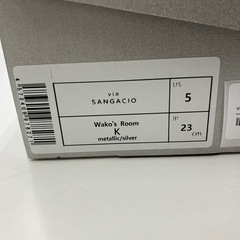 via
SANGACIO
US
5
Wako's Room
K
metallic/silver
JP
23
cm